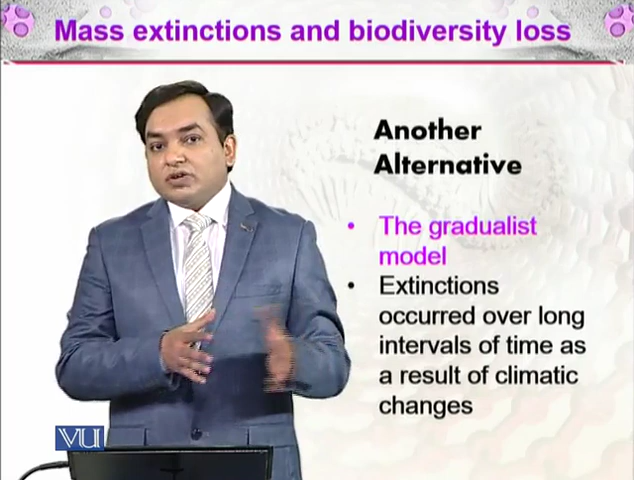 Mass extinctions and biodiversity loss
Another
Alternative
• The gradualist
model
• Extinctions
occurred over long
intervals of time as
a result of climatic
changes
VU